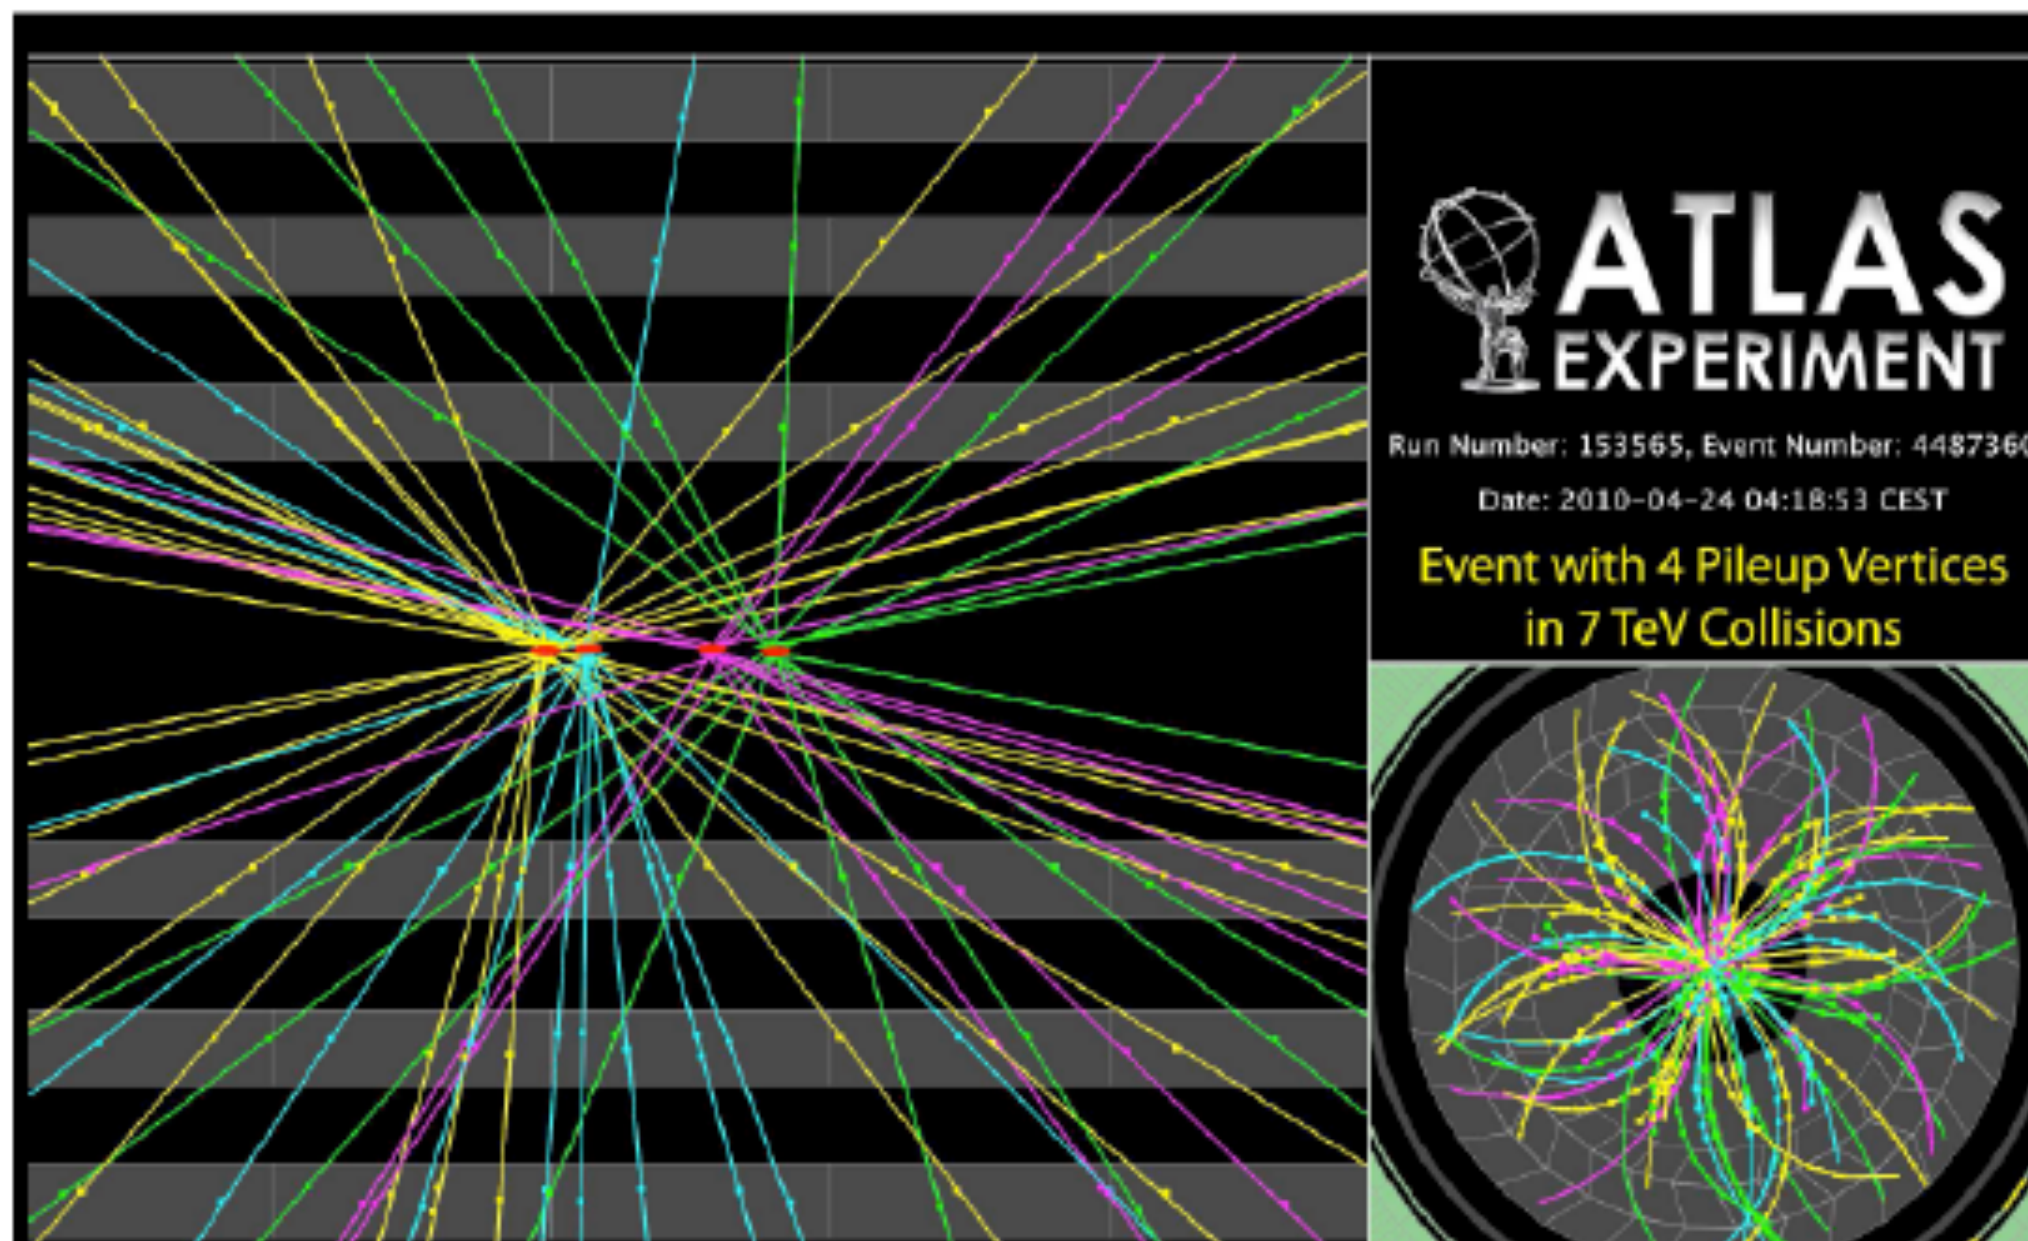 ATLAS
EXPERIMENT
Run Number: 153565, Event Number: 4487360
Date: 2010-04-24 04:18:53 CEST
Event with 4 Pileup Vertices
in 7 TeV Collisions